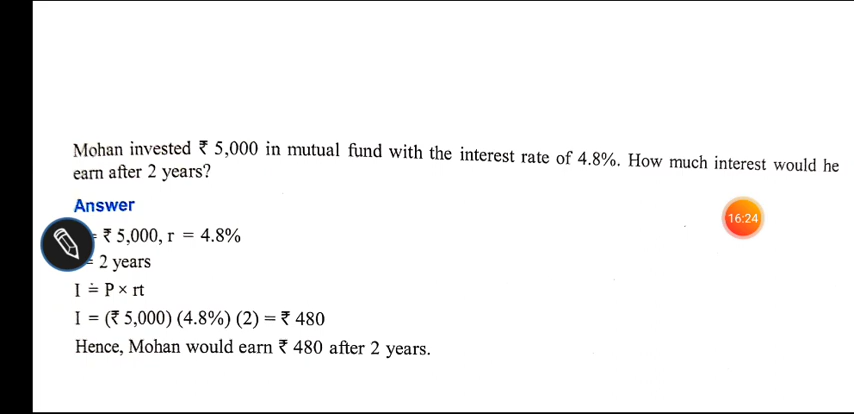 Mohan invested ₹ 5,000 in mutual fund with the interest rate of 4.8%. How much interest would he
earn after 2 years?
Answer
= ₹ 5,000, r = 4.8%
16:24
= 2 years
I = P × rt
I = (₹ 5,000) (4.8%) (2) = ₹ 480
Hence, Mohan would earn ₹ 480 after 2 years.